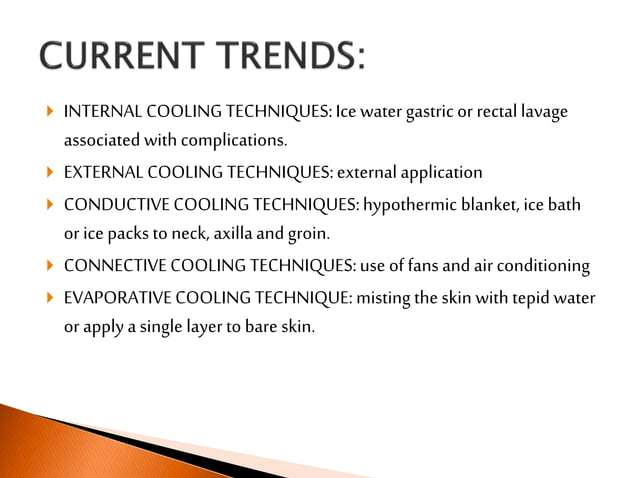 CURRENT TRENDS:
INTERNAL COOLING TECHNIQUES: Ice water gastric or rectal lavage
associated with complications.
EXTERNAL COOLING TECHNIQUES: external application
CONDUCTIVE COOLING TECHNIQUES: hypothermic blanket, ice bath
or ice packs to neck, axilla and groin.
CONNECTIVE COOLING TECHNIQUES: use of fans and air conditioning
EVAPORATIVE COOLING TECHNIQUE: misting the skin with tepid water
or apply a single layer to bare skin.